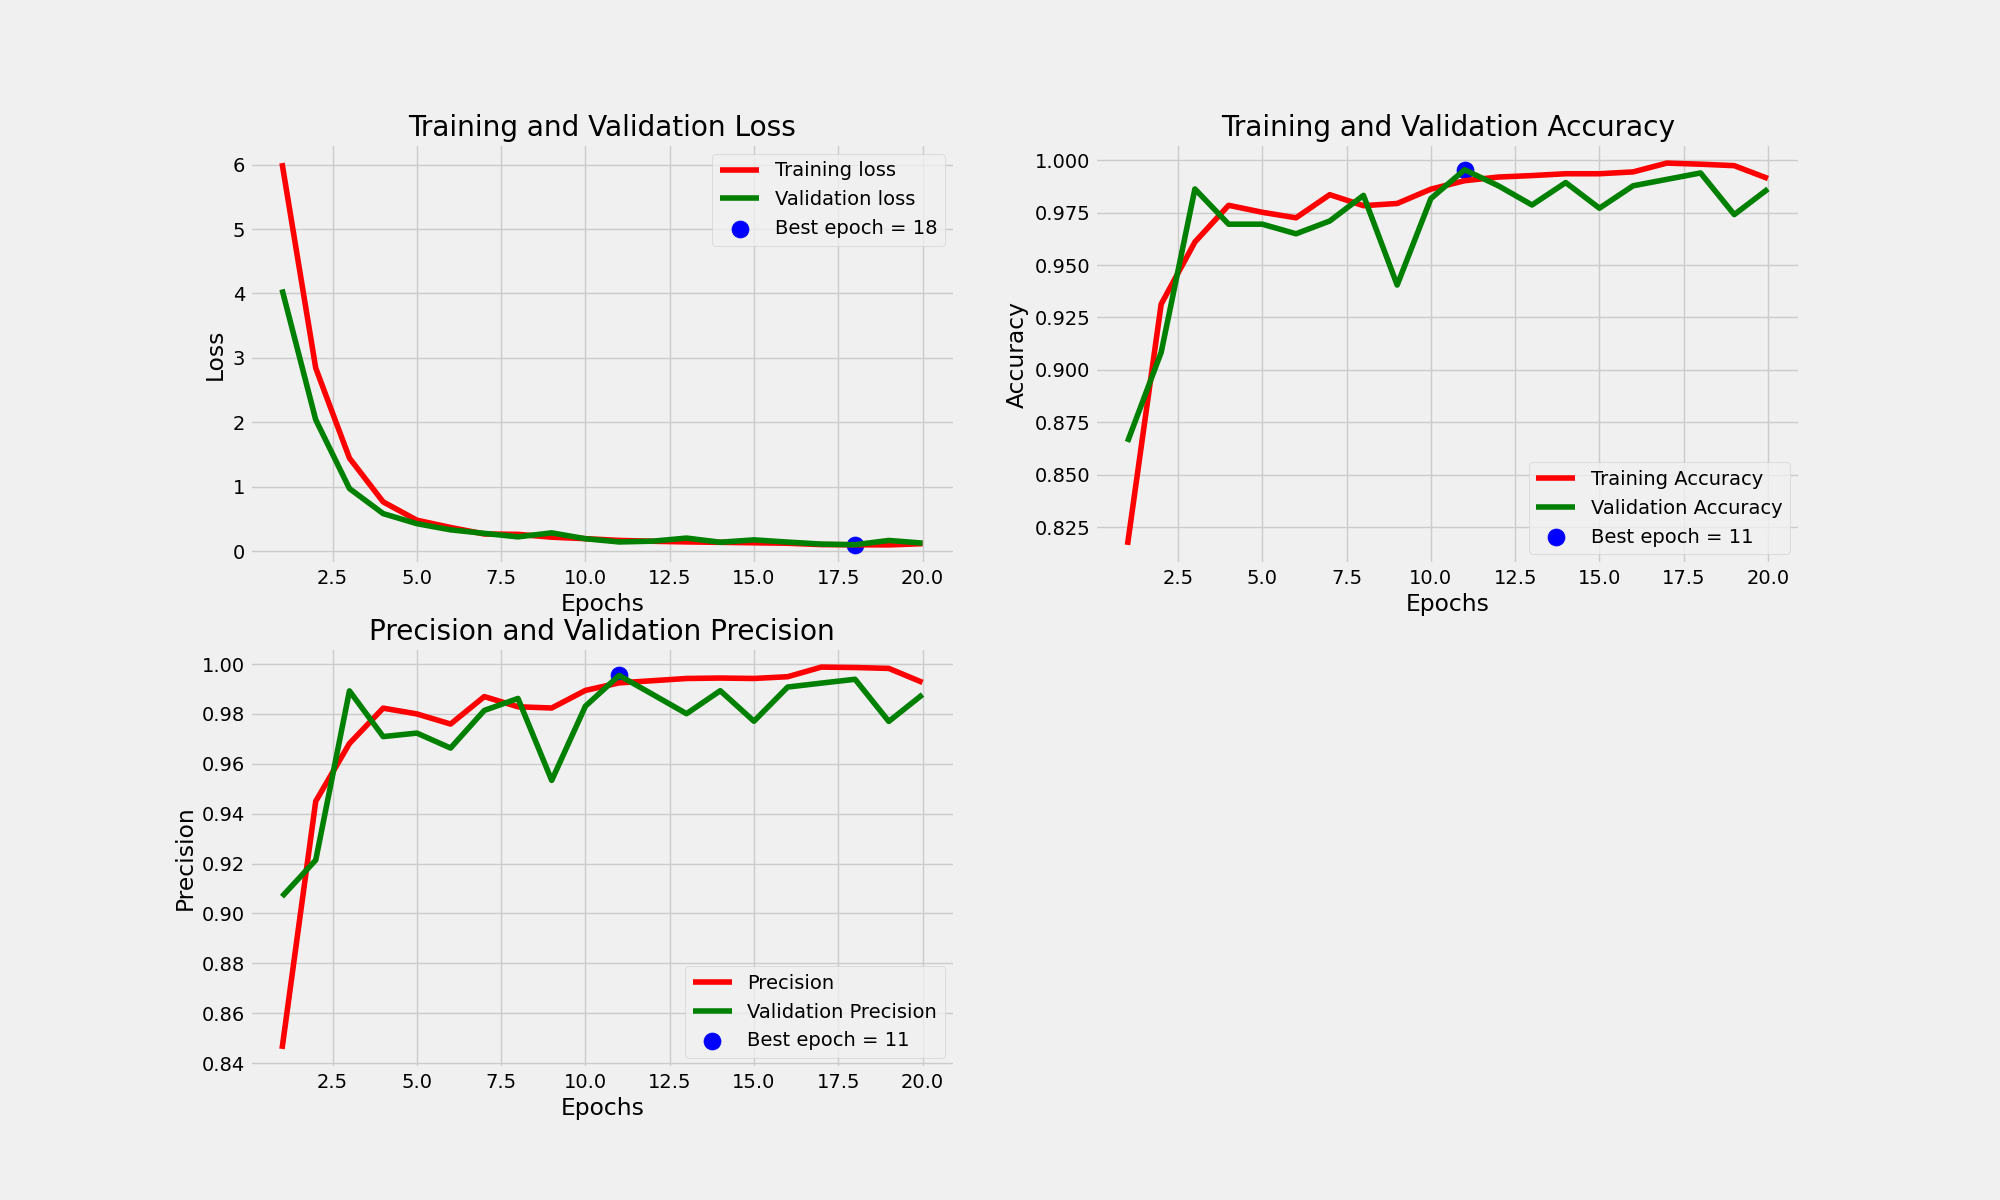 Training and Validation Loss
6
5
4
3
2
1
0
Loss
Training loss
Validation loss
Best epoch = 18
2.5 5.0 7.5 10.0 12.5 15.0 17.5 20.0
Epochs
Training and Validation Accuracy
1.000
0.975
0.950
0.925
0.900
0.875
0.850
0.825
Accuracy
Training Accuracy
Validation Accuracy
Best epoch = 11
2.5 5.0 7.5 10.0 12.5 15.0 17.5 20.0
Epochs
Precision and Validation Precision
1.00
0.98
0.96
0.94
0.92
0.90
0.88
0.86
0.84
Precision
Precision
Validation Precision
Best epoch = 11
2.5 5.0 7.5 10.0 12.5 15.0 17.5 20.0
Epochs